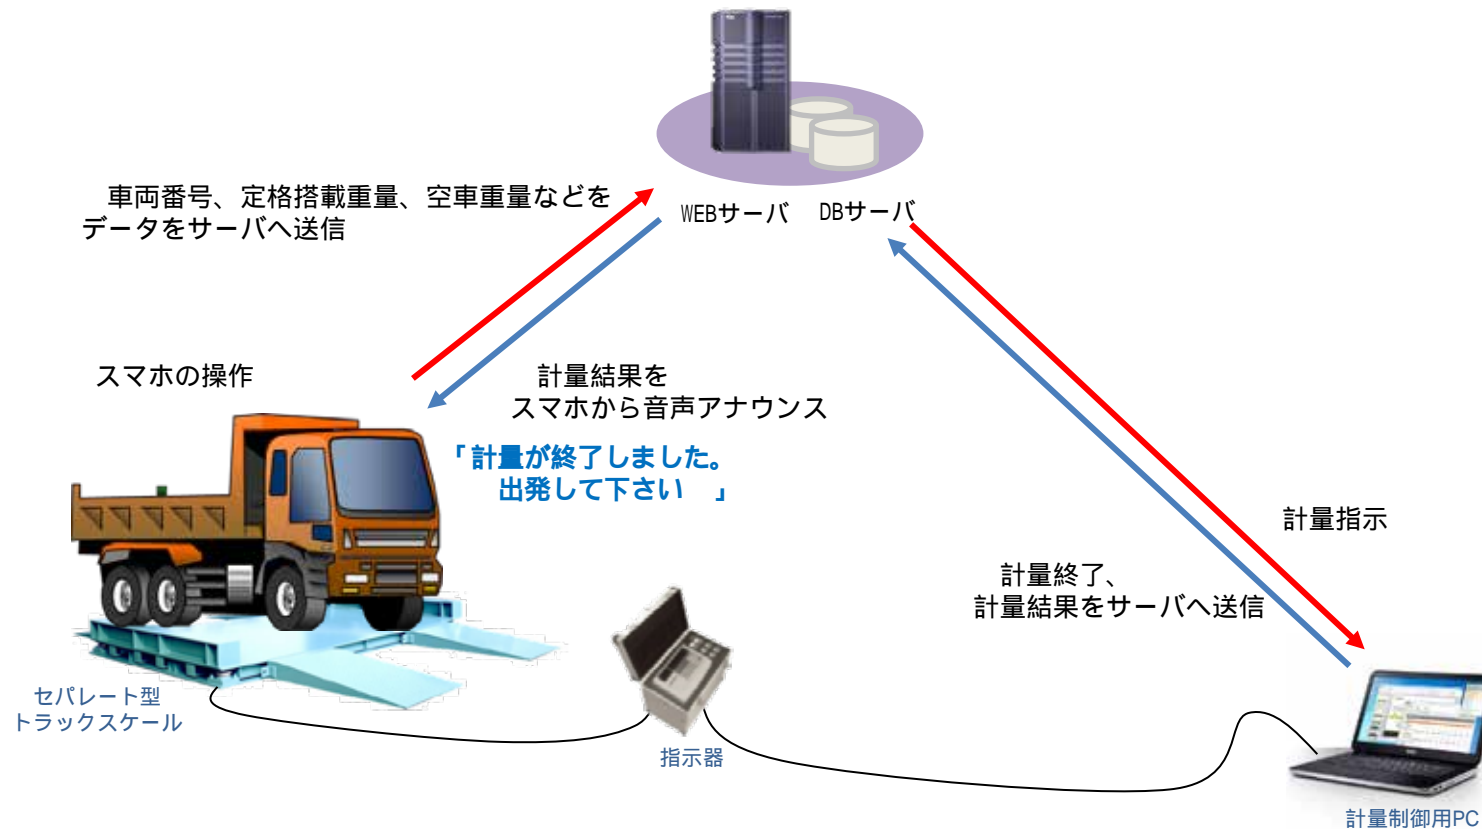 WEBサーバ DBサーバ
車両番号、定格搭載重量、空車重量などを
データをサーバへ送信
スマホの操作
計量結果を
スマホから音声アナウンス
「計量が終了しました。
出発して下さい 」
計量指示
計量終了、
計量結果をサーバへ送信
セパレート型
トラックスケール
指示器
計量制御用PC